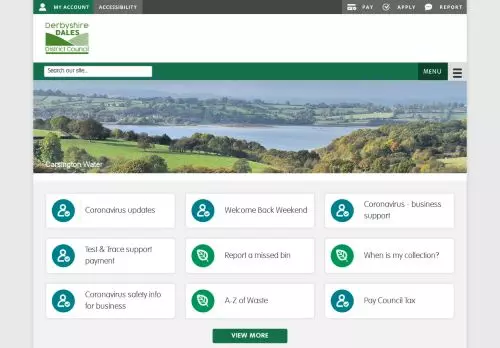 MY ACCOUNT
ACCESSIBILITY
PAY
APPLY
REPORT
Derbyshire
DALES
District Council
Search our site...
MENU
Carsington Water
Coronavirus updates
Welcome Back Weekend
Coronavirus - business
support
Test & Trace support
payment
Report a missed bin
When is my collection?
Coronavirus safety info
for business
A-Z of Waste
Pay Council Tax
VIEW MORE